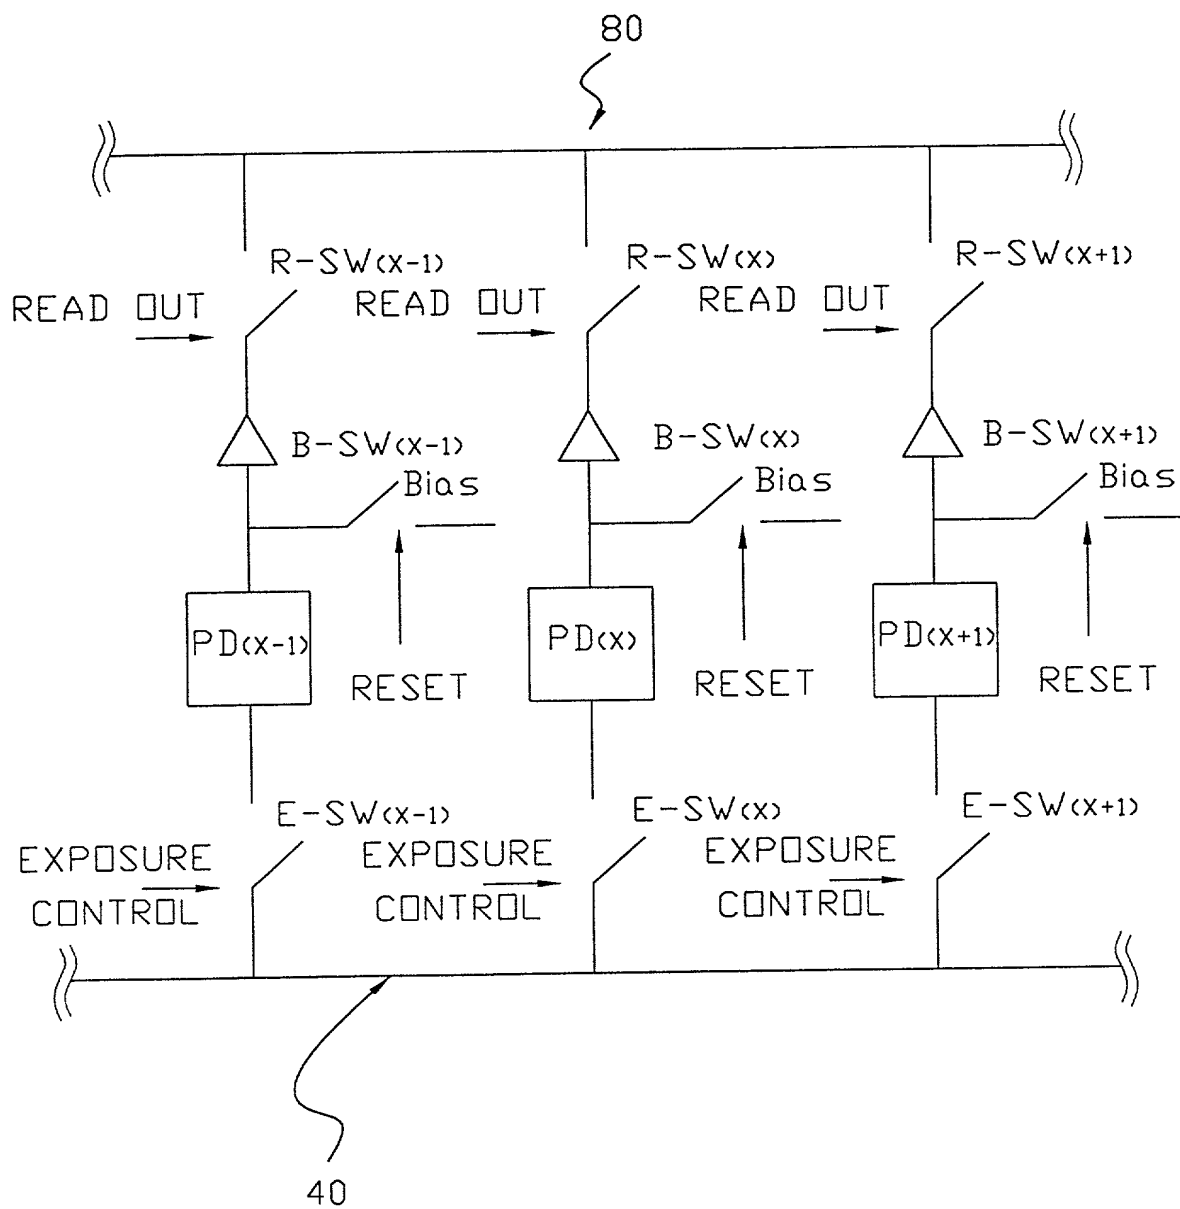 80
R-SW(X-1) R-SW(X) R-SW(X+1)
READ OUT READ OUT READ OUT
B-SW(X-1) B-SW(X) B-SW(X+1)
Bias Bias Bias
PD(X-1) PD(X) PD(X+1)
RESET RESET RESET
E-SW(X-1) E-SW(X) E-SW(X+1)
EXPOSURE EXPOSURE EXPOSURE
CONTROL CONTROL CONTROL
40